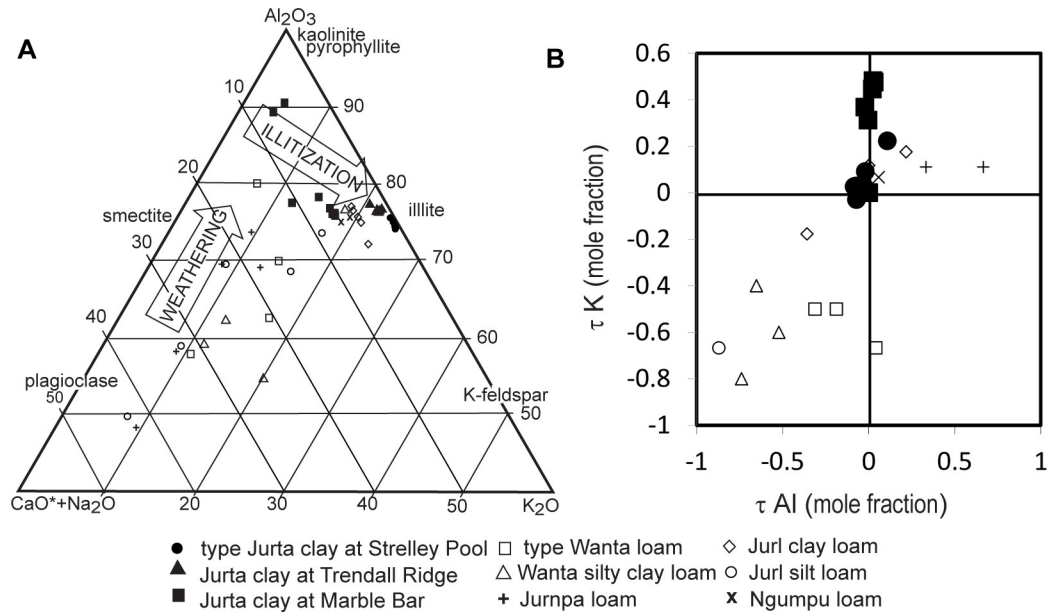 A
Al2O3
kaolinite
pyrophyllite
10
90
ILLITIZATION
20
80
smectite
illlite
WEATHERING
30
70
40
60
plagioclase
K-feldspar
50
50
CaO*+Na2O
20
30
40
50
K2O
B
0.6
0.4
0.2
0
-0.2
-0.4
-0.6
-0.8
-1
τ K (mole fraction)
-1
-0.5
0
0.5
1
τ Al (mole fraction)
type Jurta clay at Strelley Pool
Jurta clay at Trendall Ridge
Jurta clay at Marble Bar
type Wanta loam
Wanta silty clay loam
Jurnpa loam
Jurl clay loam
Jurl silt loam
Ngumpu loam